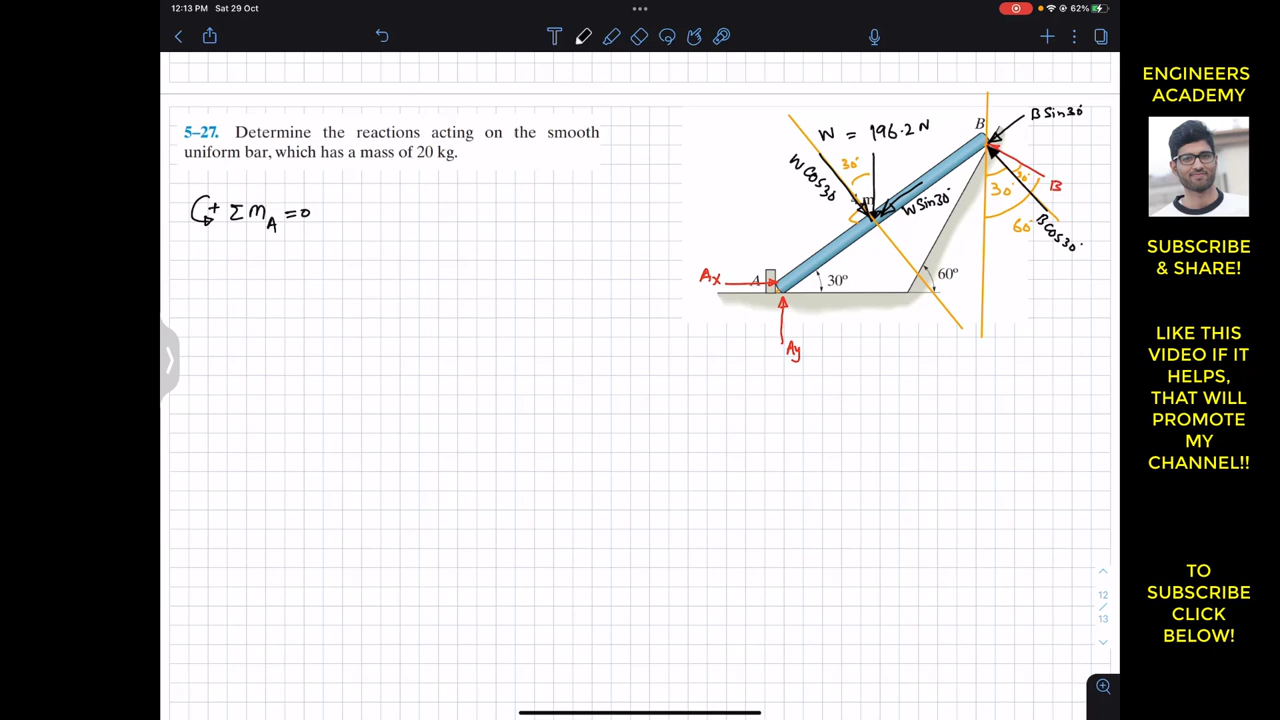 12:13 PM Sat 29 Oct
62%
T
5–27. Determine the reactions acting on the smooth
uniform bar, which has a mass of 20 kg.
+ ΣM_A = 0
W = 196.2 N
B
B Sin30°
30°
W Cos30
m
W Sin30°
30°
30°
B
60°
B Cos30°
Ax
A
30°
60°
Ay
12
13
ENGINEERS
ACADEMY
SUBSCRIBE
& SHARE!
LIKE THIS
VIDEO IF IT
HELPS,
THAT WILL
PROMOTE
MY
CHANNEL!!
TO
SUBSCRIBE
CLICK
BELOW!